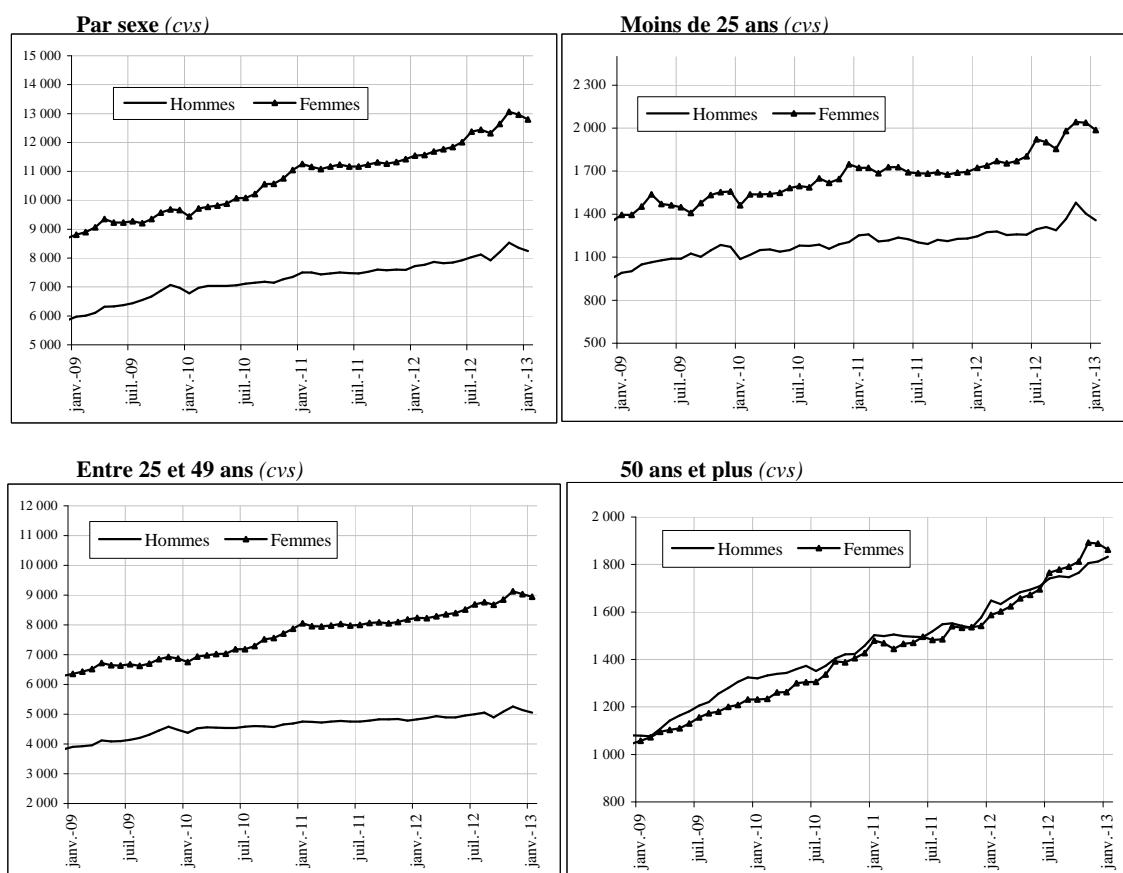 Par sexe (cvs)
15 000
14 000
13 000
12 000
11 000
10 000
9 000
8 000
7 000
6 000
5 000
Hommes
Femmes
janv.-09
juil.-09
janv.-10
juil.-10
janv.-11
juil.-11
janv.-12
juil.-12
janv.-13
Moins de 25 ans (cvs)
2 300
2 000
1 700
1 400
1 100
800
500
Hommes
Femmes
janv.-09
juil.-09
janv.-10
juil.-10
janv.-11
juil.-11
janv.-12
juil.-12
janv.-13
Entre 25 et 49 ans (cvs)
12 000
11 000
10 000
9 000
8 000
7 000
6 000
5 000
4 000
3 000
2 000
Hommes
Femmes
janv.-09
juil.-09
janv.-10
juil.-10
janv.-11
juil.-11
janv.-12
juil.-12
janv.-13
50 ans et plus (cvs)
2 000
1 800
1 600
1 400
1 200
1 000
800
Hommes
Femmes
janv.-09
juil.-09
janv.-10
juil.-10
janv.-11
juil.-11
janv.-12
juil.-12
janv.-13